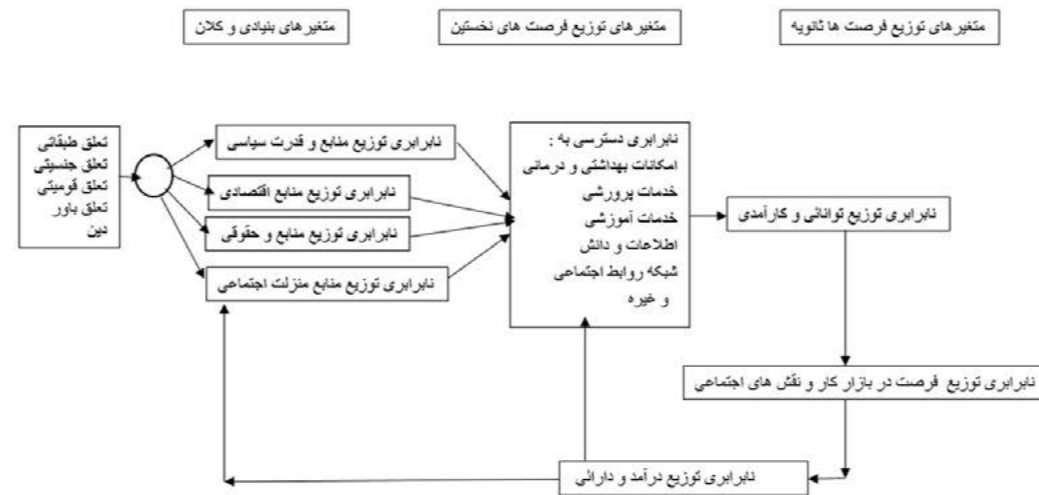 متغیرهای توزیع فرصت ها ثانویه
متغیرهای توزیع فرصت های نخستین
متغیرهای بنیادی و کلان
تعلق طبقاتی
تعلق جنسیتی
تعلق قومیتی
تعلق باور
دین
نابرابری توزیع منابع و قدرت سیاسی
نابرابری توزیع منابع اقتصادی
نابرابری توزیع منابع و حقوقی
نابرابری توزیع منابع منزلت اجتماعی
نابرابری دسترسی به :
امکانات بهداشتی و درمانی
خدمات پرورشی
خدمات آموزشی
اطلاعات و دانش
شبکه روابط اجتماعی
و خیره
نابرابری توزیع توانائی و کارآمدی
نابرابری توزیع فرصت در بازار کار و نقش های اجتماعی
نابرابری توزیع درآمد و دارائی